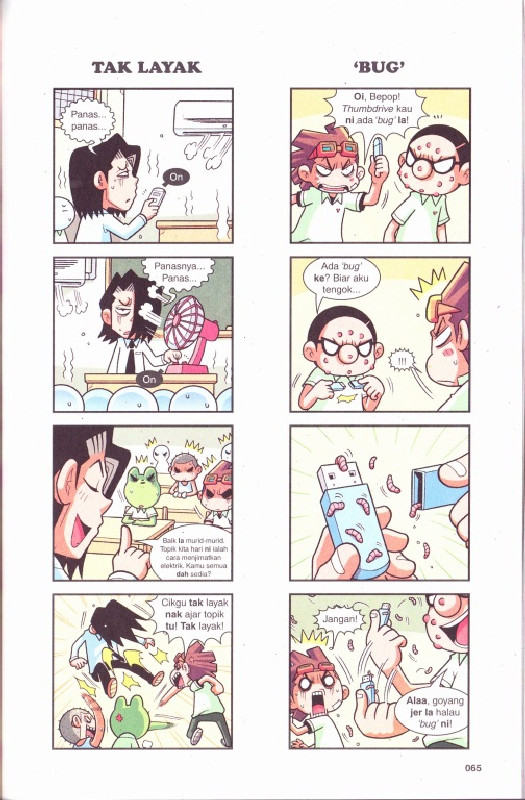 TAK LAYAK
Panas...
panas...
On
Panasnya...
Panas...
On
Baik la murid-murid.
Topik kita hari ni ialah
cara menjimatkan
elektrik. Kamu semua
dah sedia?
Cikgu tak layak
nak ajar topik
tu! Tak layak!
‘BUG’
Oi, Bepop!
Thumbdrive kau
ni ada ‘bug’ la!
Ada ‘bug’
ke? Biar aku
tengok...
!!!
Jangan!
Alaa, goyang
jer la halau
‘bug’ ni!
065